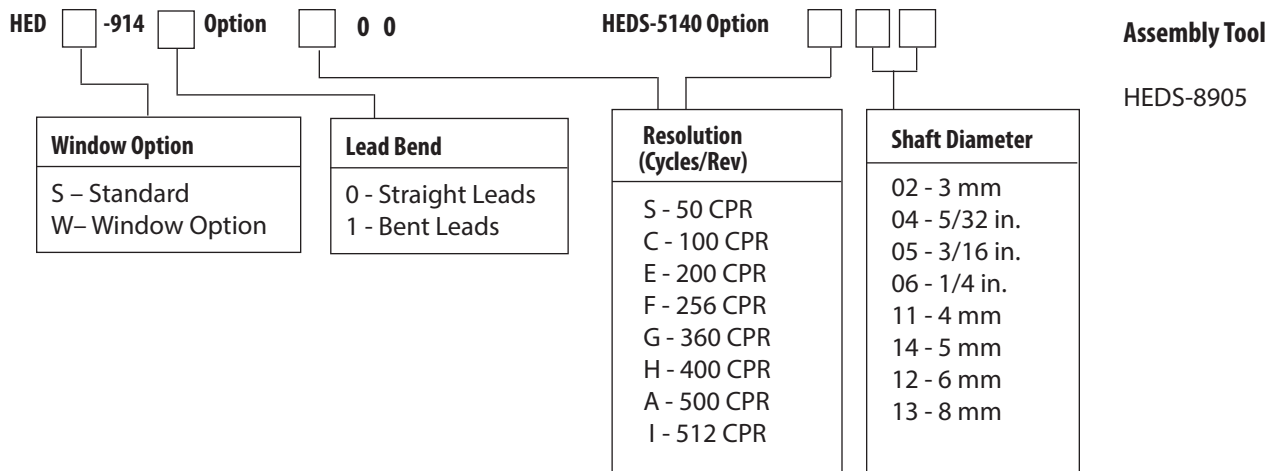 HED -914 Option 0 0 HEDS-5140 Option
Assembly Tool
HEDS-8905
Window Option
S – Standard
W– Window Option
Lead Bend
0 - Straight Leads
1 - Bent Leads
Resolution
(Cycles/Rev)
S - 50 CPR
C - 100 CPR
E - 200 CPR
F - 256 CPR
G - 360 CPR
H - 400 CPR
A - 500 CPR
I - 512 CPR
Shaft Diameter
02 - 3 mm
04 - 5/32 in.
05 - 3/16 in.
06 - 1/4 in.
11 - 4 mm
14 - 5 mm
12 - 6 mm
13 - 8 mm